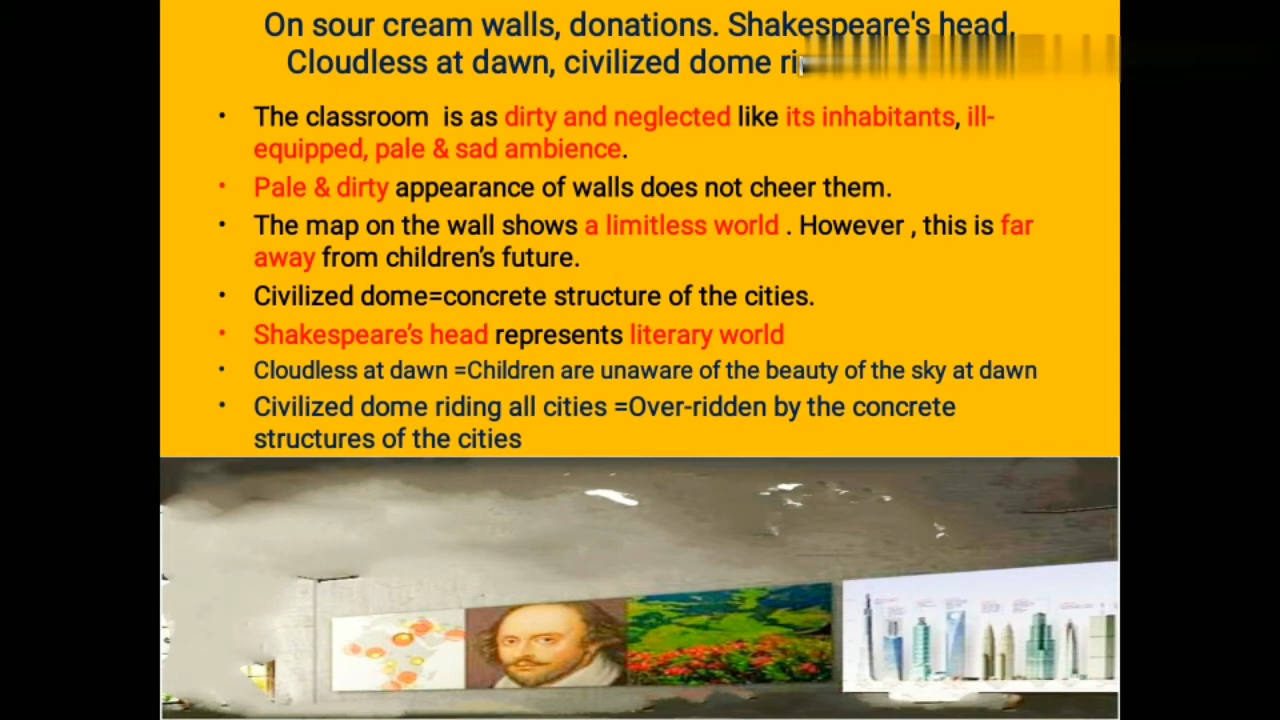 On sour cream walls, donations. Shakespeare's head,
Cloudless at dawn, civilized dome
• The classroom is as dirty and neglected like its inhabitants, ill-
equipped, pale & sad ambience.
• Pale & dirty appearance of walls does not cheer them.
• The map on the wall shows a limitless world . However , this is far
away from children’s future.
• Civilized dome=concrete structure of the cities.
• Shakespeare’s head represents literary world
• Cloudless at dawn =Children are unaware of the beauty of the sky at dawn
• Civilized dome riding all cities =Over-ridden by the concrete
structures of the cities